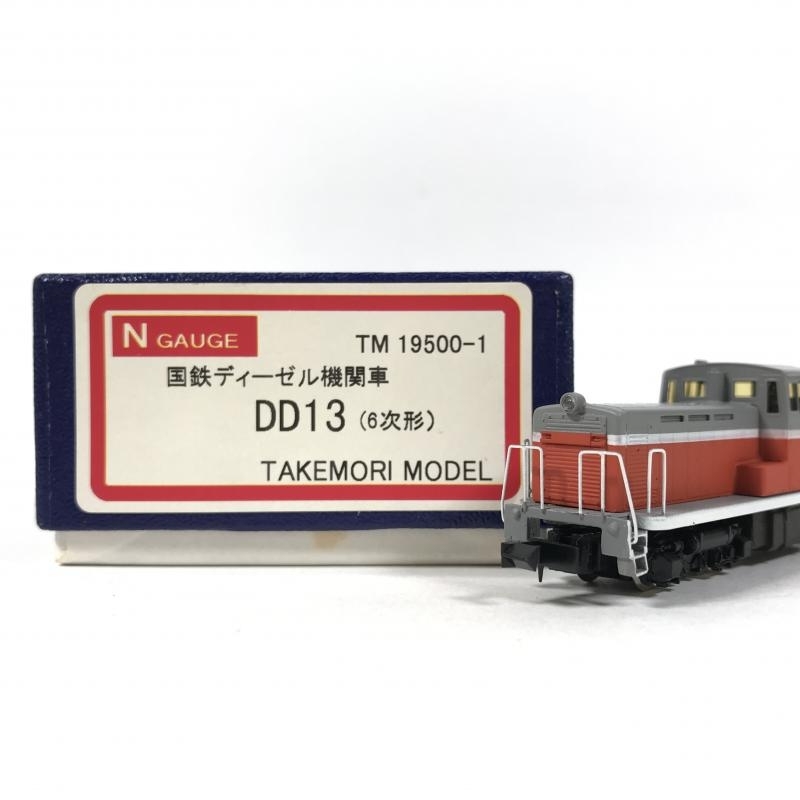 N GAUGE
TM 19500-1
国鉄ディーゼル機関車
DD13 (6次形)
TAKEMORI MODEL